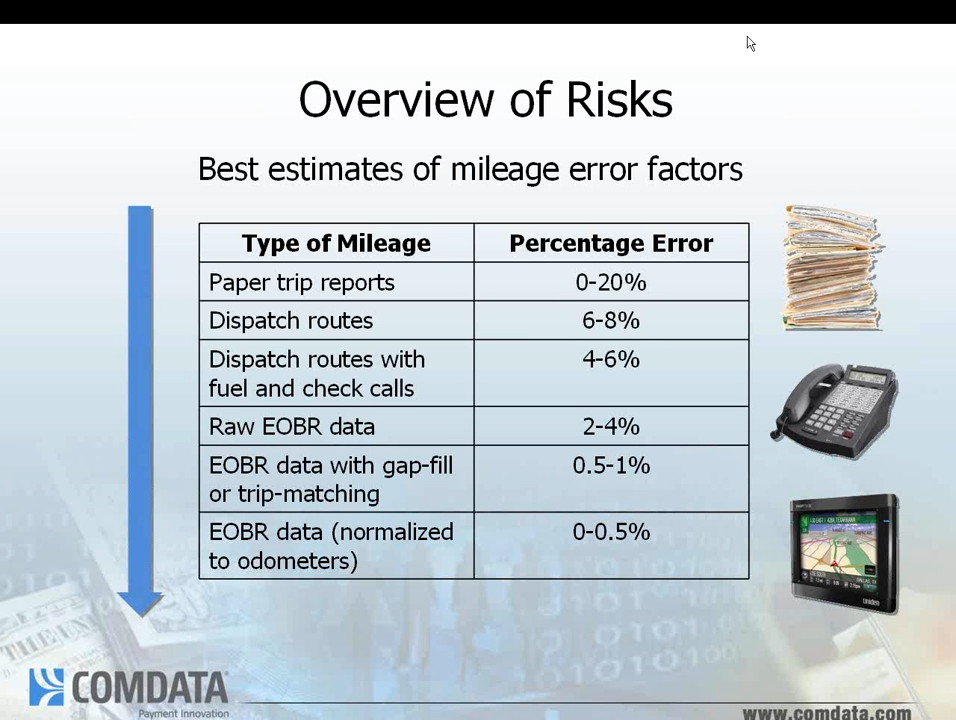 Overview of Risks
Best estimates of mileage error factors
Type of Mileage Percentage Error
Paper trip reports 0-20%
Dispatch routes 6-8%
Dispatch routes with 4-6%
fuel and check calls
Raw EOBR data 2-4%
EOBR data with gap-fill 0.5-1%
or trip-matching
EOBR data (normalized 0-0.5%
to odometers)
uniden
COMDATA
Payment Innovation
www.comdata.com